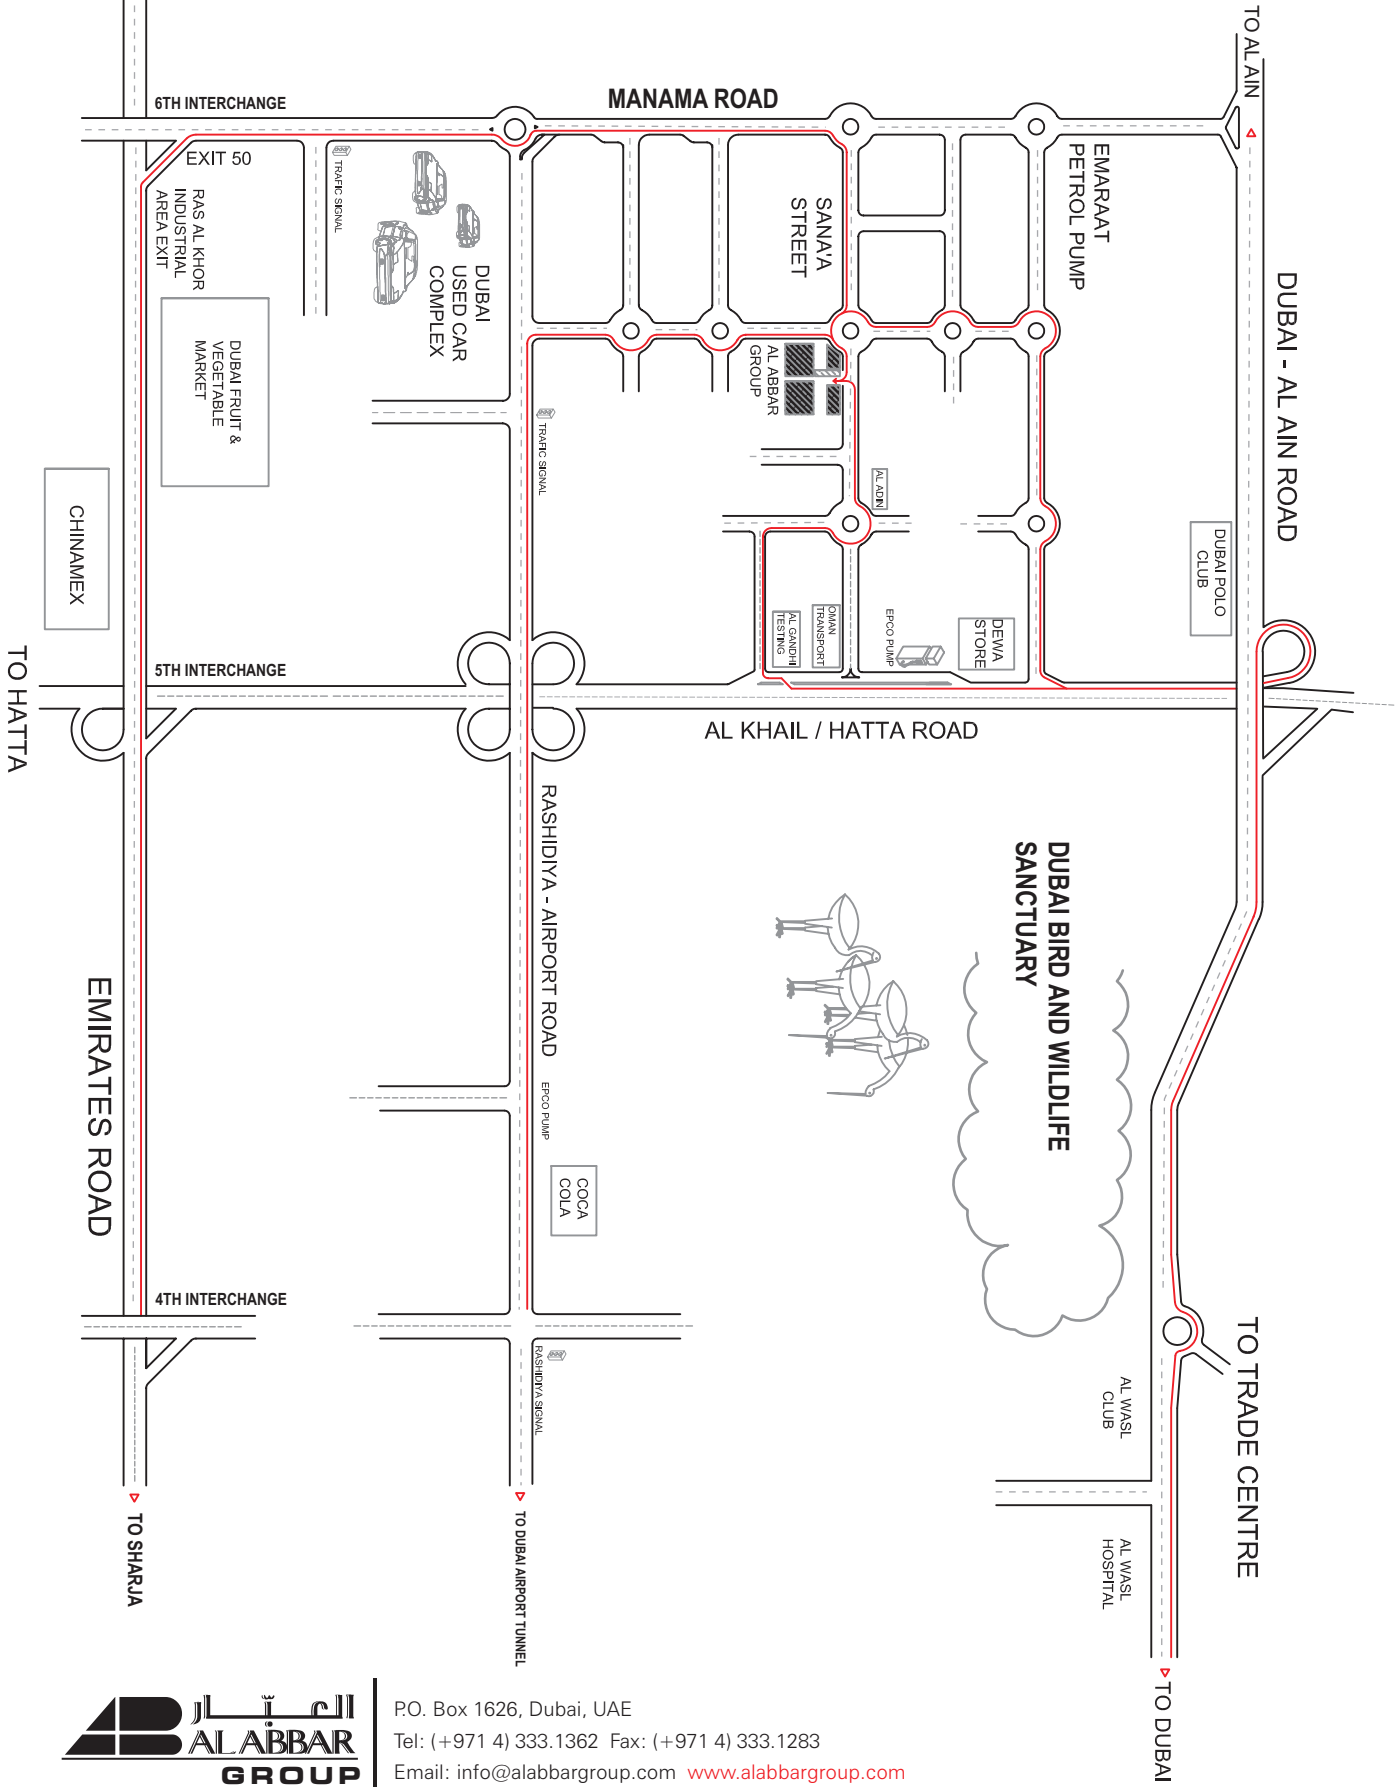 TO AL AIN
6TH INTERCHANGE
MANAMA ROAD
EXIT 50
TRAFIC SIGNAL
RAS AL KHOR
INDUSTRIAL
AREA EXIT
EMARAAT
PETROL PUMP
SANA'A
STREET
DUBAI
USED CAR
COMPLEX
DUBAI - AL AIN ROAD
DUBAI FRUIT &
VEGETABLE
MARKET
AL ABBAR
GROUP
TRAFIC SIGNAL
AL ADIN
CHINAMEX
DUBAI POLO
CLUB
OMAN
TRANSPORT
AL GANDHI
TESTING
EPCO PUMP
DEWA
STORE
TO HATTA
5TH INTERCHANGE
AL KHAIL / HATTA ROAD
RASHIDIYA - AIRPORT ROAD
DUBAI BIRD AND WILDLIFE
SANCTUARY
EMIRATES ROAD
EPCO PUMP
COCA
COLA
4TH INTERCHANGE
RASHIDIYA SIGNAL
TO TRADE CENTRE
AL WASL
CLUB
AL WASL
HOSPITAL
TO SHARJA
TO DUBAI AIRPORT TUNNEL
TO DUBAI
العبّار
AL ABBAR
GROUP
P.O. Box 1626, Dubai, UAE
Tel: (+971 4) 333.1362 Fax: (+971 4) 333.1283
Email: info@alabbargroup.com www.alabbargroup.com